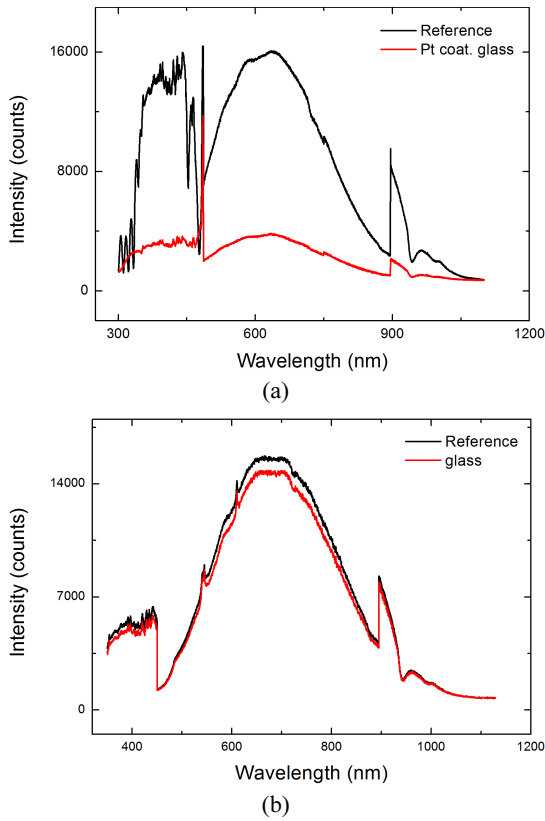 (a)
Reference
Pt coat. glass
16000
8000
0
Intensity (counts)
300 600 900 1200
Wavelength (nm)
(a)
Reference
glass
14000
7000
0
Intensity (counts)
400 600 800 1000 1200
Wavelength (nm)
(b)